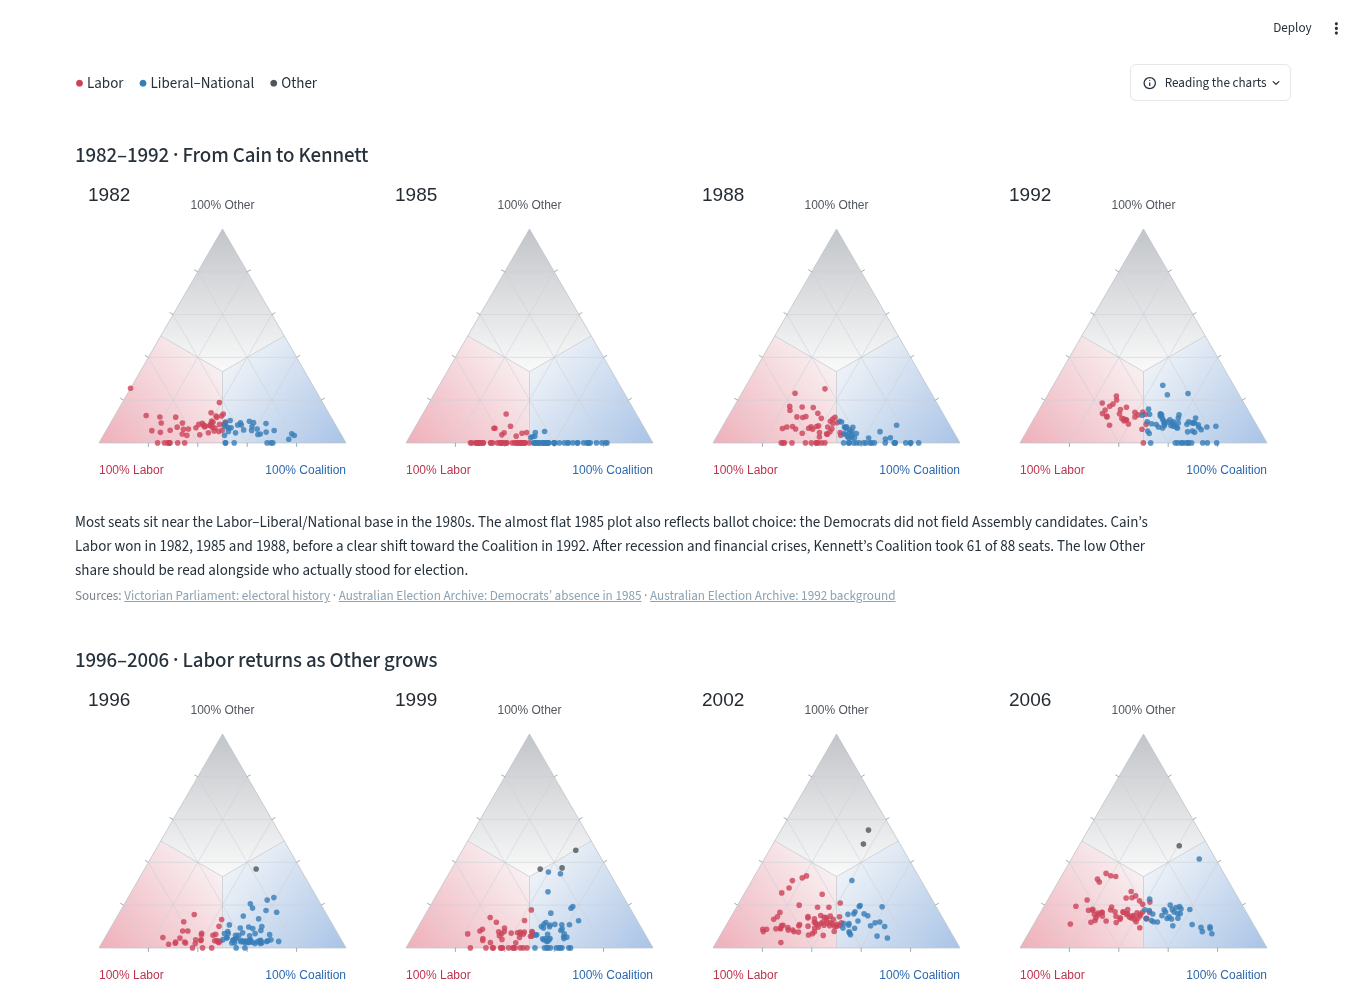 Deploy
Labor Liberal–National Other
Reading the charts
1982–1992 · From Cain to Kennett
1982 1985 1988 1992
100% Other 100% Other 100% Other 100% Other
100% Labor 100% Coalition 100% Labor 100% Coalition 100% Labor 100% Coalition 100% Labor 100% Coalition
Most seats sit near the Labor–Liberal/National base in the 1980s. The almost flat 1985 plot also reflects ballot choice: the Democrats did not field Assembly candidates. Cain’s
Labor won in 1982, 1985 and 1988, before a clear shift toward the Coalition in 1992. After recession and financial crises, Kennett’s Coalition took 61 of 88 seats. The low Other
share should be read alongside who actually stood for election.
Sources: Victorian Parliament: electoral history · Australian Election Archive: Democrats’ absence in 1985 · Australian Election Archive: 1992 background
1996–2006 · Labor returns as Other grows
1996 1999 2002 2006
100% Other 100% Other 100% Other 100% Other
100% Labor 100% Coalition 100% Labor 100% Coalition 100% Labor 100% Coalition 100% Labor 100% Coalition